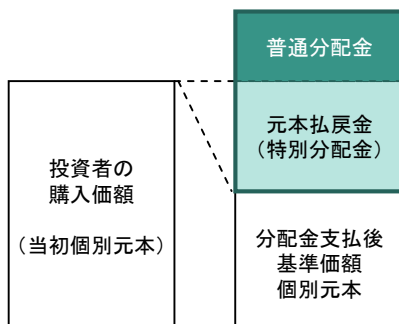 投資者の
購入価額
(当初個別元本)
普通分配金
元本払戻金
(特別分配金)
分配金支払後
基準価額
個別元本